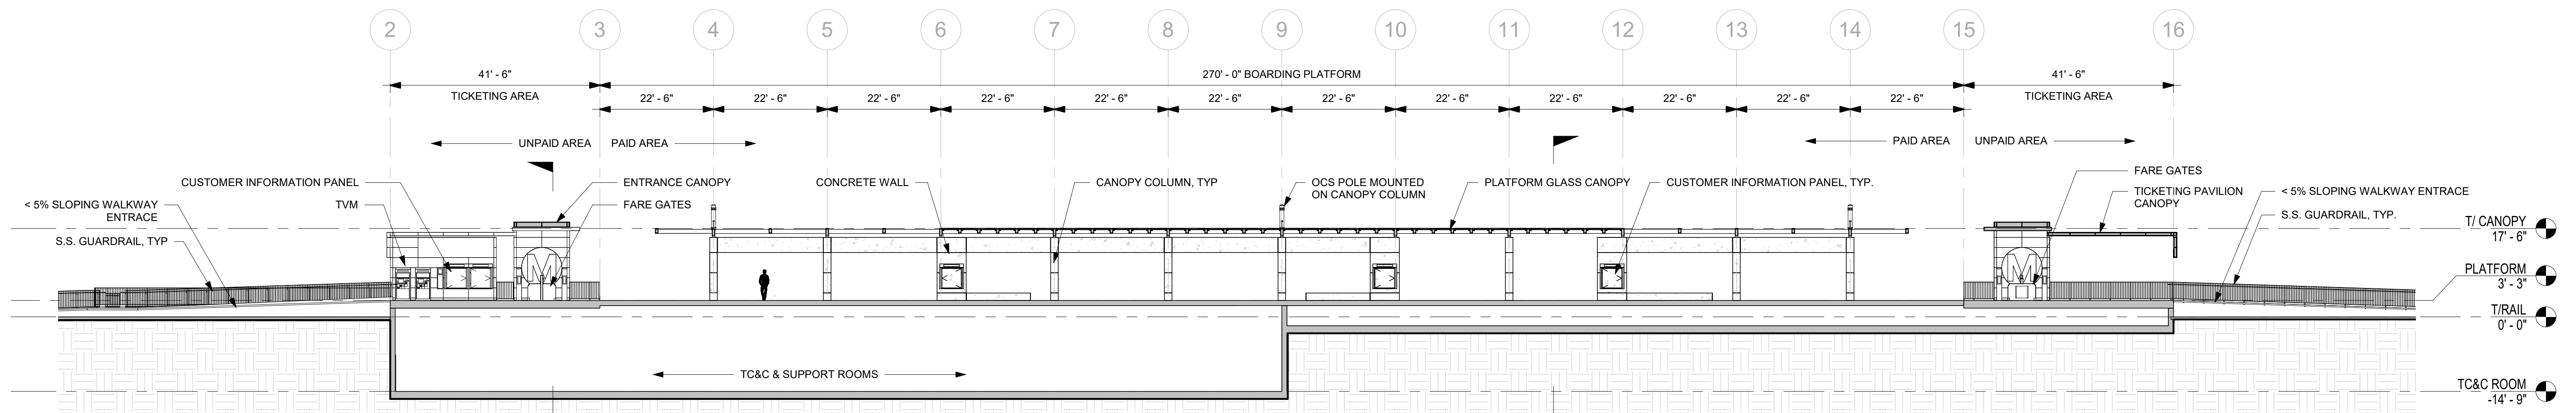 2 3 4 5 6 7 8 9 10 11 12 13 14 15 16
41' - 6" 270' - 0" BOARDING PLATFORM 41' - 6"
TICKETING AREA TICKETING AREA
22' - 6" 22' - 6" 22' - 6" 22' - 6" 22' - 6" 22' - 6" 22' - 6" 22' - 6" 22' - 6" 22' - 6" 22' - 6" 22' - 6"
UNPAID AREA PAID AREA
PAID AREA UNPAID AREA
CUSTOMER INFORMATION PANEL
TVM
< 5% SLOPING WALKWAY
ENTRACE
S.S. GUARDRAIL, TYP
ENTRANCE CANOPY
FARE GATES
CONCRETE WALL
CANOPY COLUMN, TYP
OCS POLE MOUNTED
ON CANOPY COLUMN
PLATFORM GLASS CANOPY
CUSTOMER INFORMATION PANEL, TYP.
FARE GATES
TICKETING PAVILION
CANOPY
< 5% SLOPING WALKWAY ENTRACE
S.S. GUARDRAIL, TYP.
M
M
T/ CANOPY
17' - 6"
PLATFORM
3' - 3"
T/RAIL
0' - 0"
TC&C ROOM
-14' - 9"
TC&C & SUPPORT ROOMS